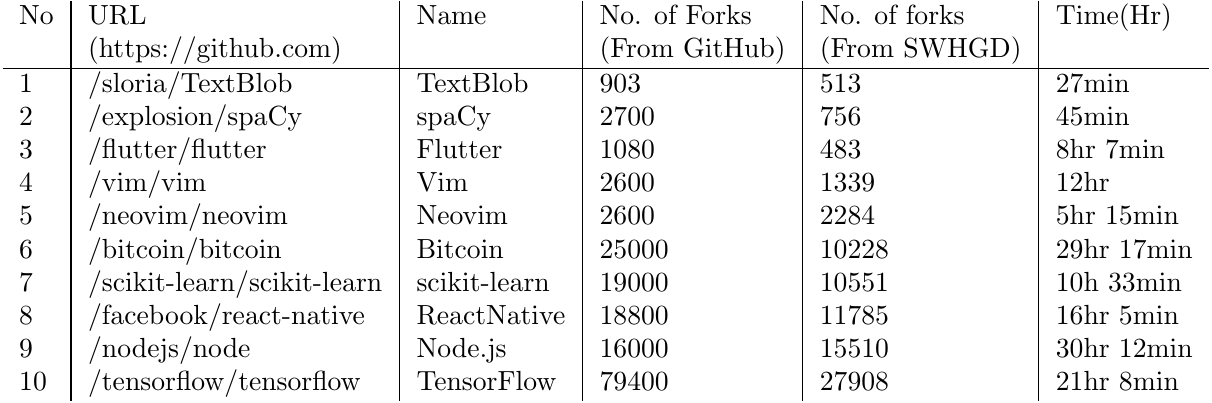 No URL Name No. of Forks No. of forks Time(Hr)
(https://github.com) (From GitHub) (From SWHGD)
1 /sloria/TextBlob TextBlob 903 513 27min
2 /explosion/spaCy spaCy 2700 756 45min
3 /flutter/flutter Flutter 1080 483 8hr 7min
4 /vim/vim Vim 2600 1339 12hr
5 /neovim/neovim Neovim 2600 2284 5hr 15min
6 /bitcoin/bitcoin Bitcoin 25000 10228 29hr 17min
7 /scikit-learn/scikit-learn scikit-learn 19000 10551 10h 33min
8 /facebook/react-native ReactNative 18800 11785 16hr 5min
9 /nodejs/node Node.js 16000 15510 30hr 12min
10 /tensorflow/tensorflow TensorFlow 79400 27908 21hr 8min